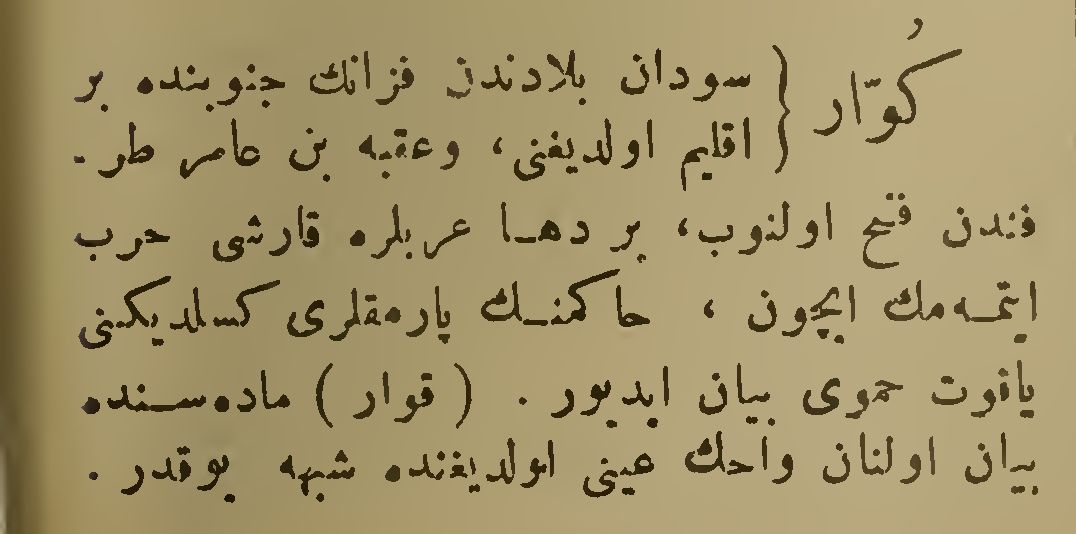 كُوّار } سودان بلادندن فزانك جنوبنده بر
اقليم اولديغنى، وعقبه بن عامر طر.
فندن فتح اولنوب، بر دها عربلره قارشى حرب
ايتمه‌مك ايچون ، حاكمنك پارمقلرى كسلديكنى
ياقوت حموى بيان ايديور . ( قوار ) ماده‌سنده
بيان اولنان واحك عينى اولديغنده شبهه يوقدر .